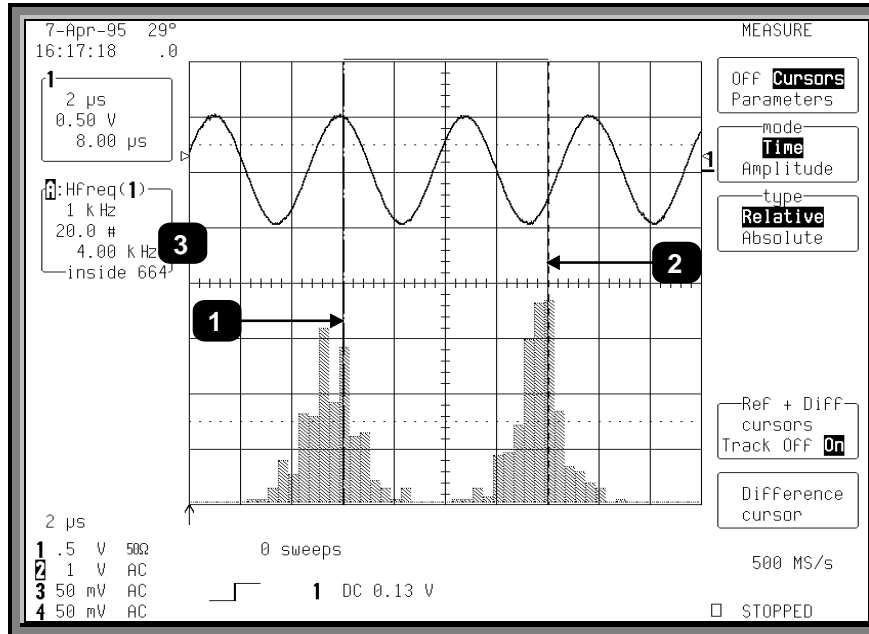 7-Apr-95 29°
16:17:18 .0
1
2 µs
0.50 V
8.00 µs
A:Hfreq(1)
1 kHz
20.0 #
4.00 kHz
inside 664
3
1
2
1
MEASURE
Off Cursors
Parameters
mode
Time
Amplitude
type
Relative
Absolute
Ref + Diff
cursors
Track Off On
Difference
cursor
2 µs
1 .5 V 50Ω
2 1 V AC
3 50 mV AC
4 50 mV AC
0 sweeps
1 DC 0.13 V
500 MS/s
STOPPED